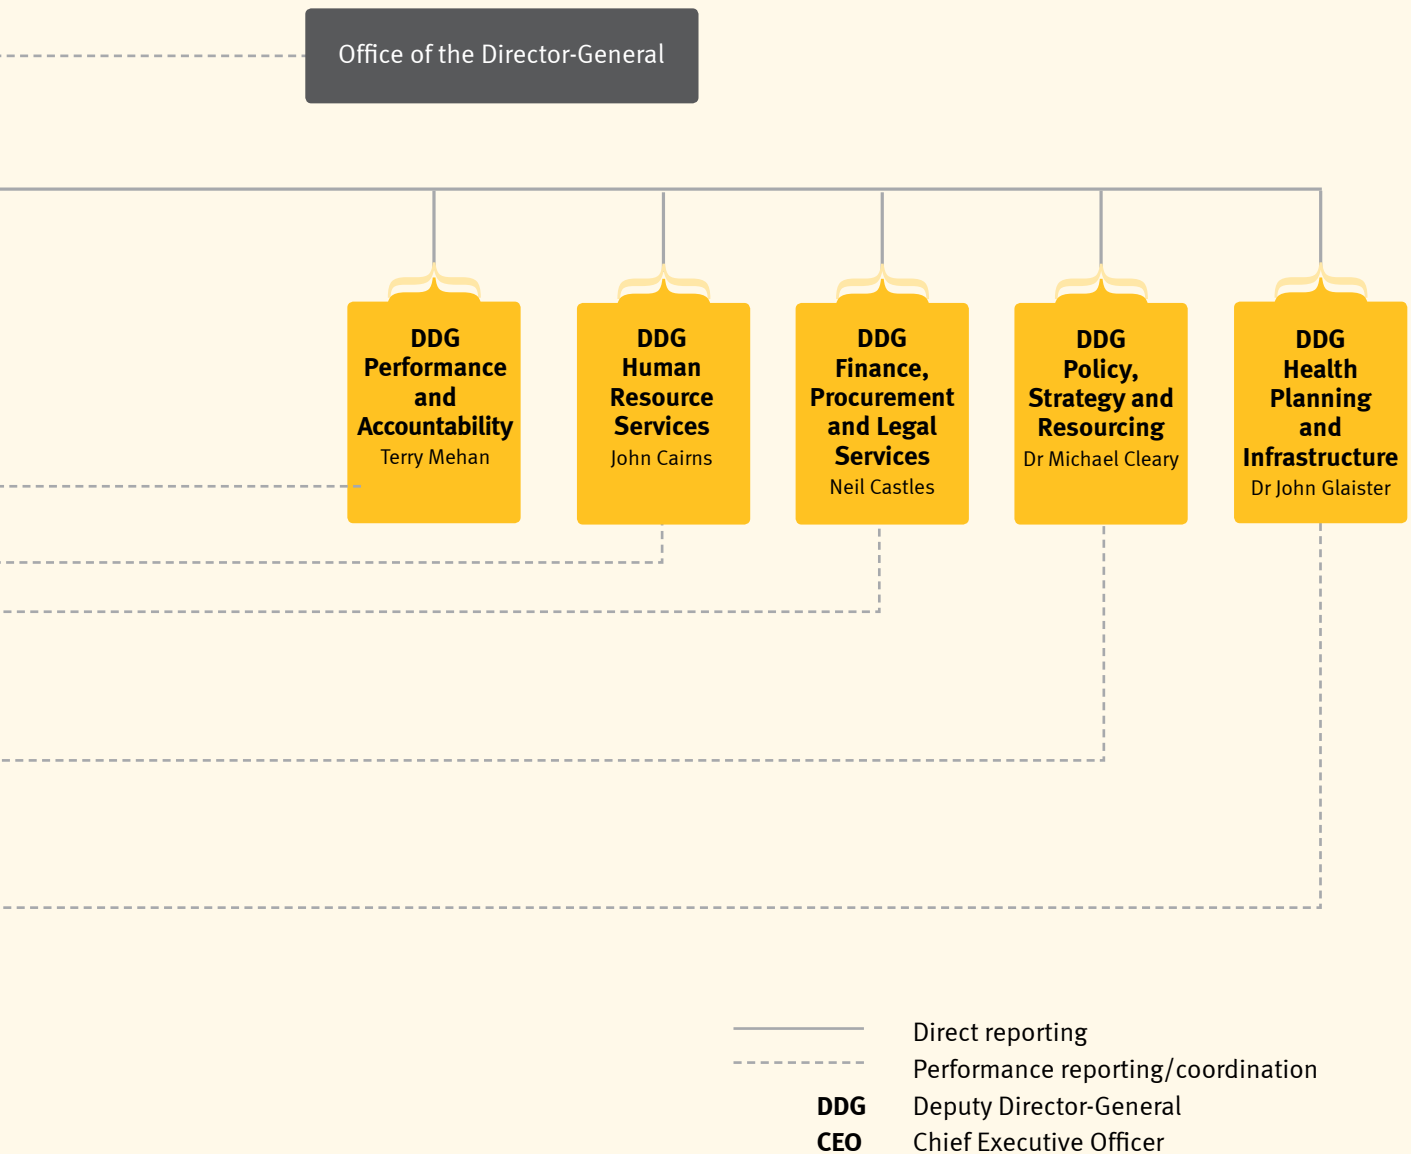 Office of the Director-General
DDG
Performance
and
Accountability
Terry Mehan
DDG
Human
Resource
Services
John Cairns
DDG
Finance,
Procurement
and Legal
Services
Neil Castles
DDG
Policy,
Strategy and
Resourcing
Dr Michael Cleary
DDG
Health
Planning
and
Infrastructure
Dr John Glaister
Direct reporting
Performance reporting/coordination
DDG Deputy Director-General
CEO Chief Executive Officer